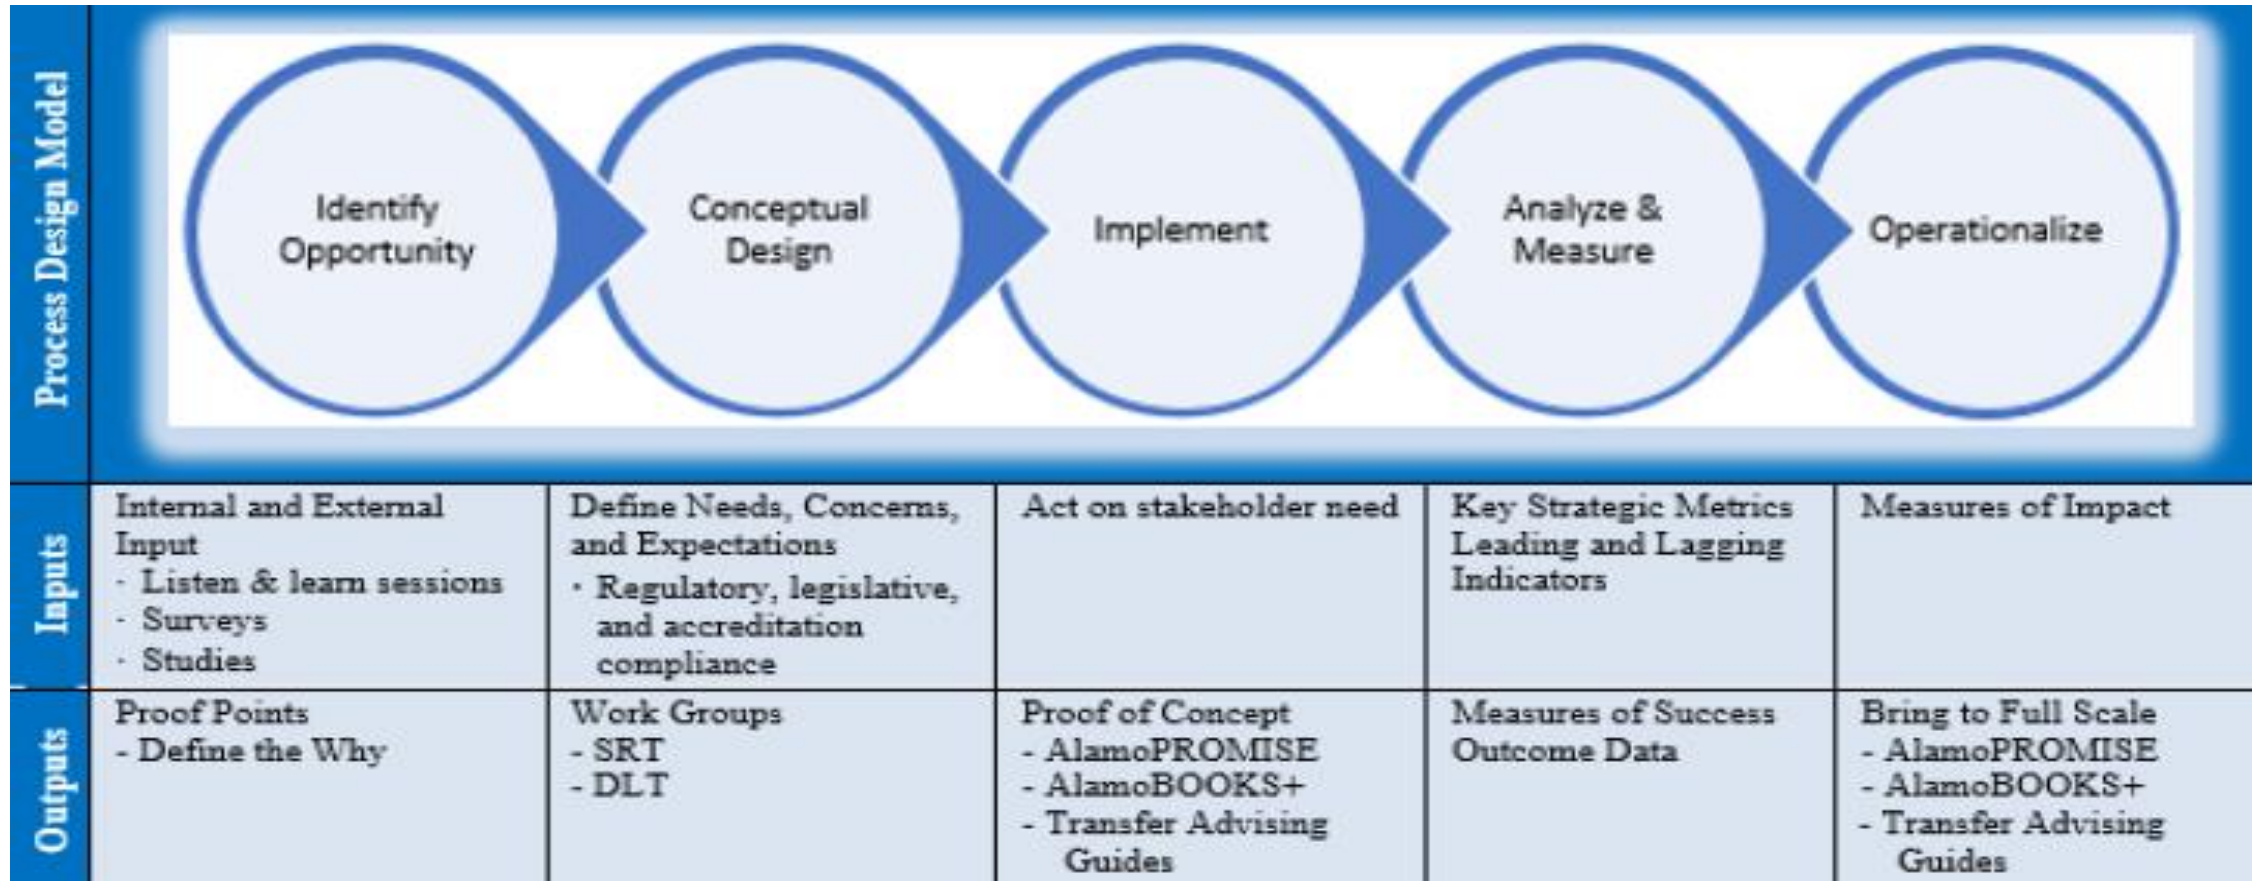 Process Design Model
Identify
Opportunity
Conceptual
Design
Implement
Analyze &
Measure
Operationalize
Inputs
Internal and External
Input
· Listen & learn sessions
· Surveys
· Studies
Define Needs, Concerns,
and Expectations
· Regulatory, legislative,
and accreditation
compliance
Act on stakeholder need
Key Strategic Metrics
Leading and Lagging
Indicators
Measures of Impact
Outputs
Proof Points
- Define the Why
Work Groups
- SRT
- DLT
Proof of Concept
- AlamoPROMISE
- AlamoBOOKS+
- Transfer Advising
Guides
Measures of Success
Outcome Data
Bring to Full Scale
- AlamoPROMISE
- AlamoBOOKS+
- Transfer Advising
Guides